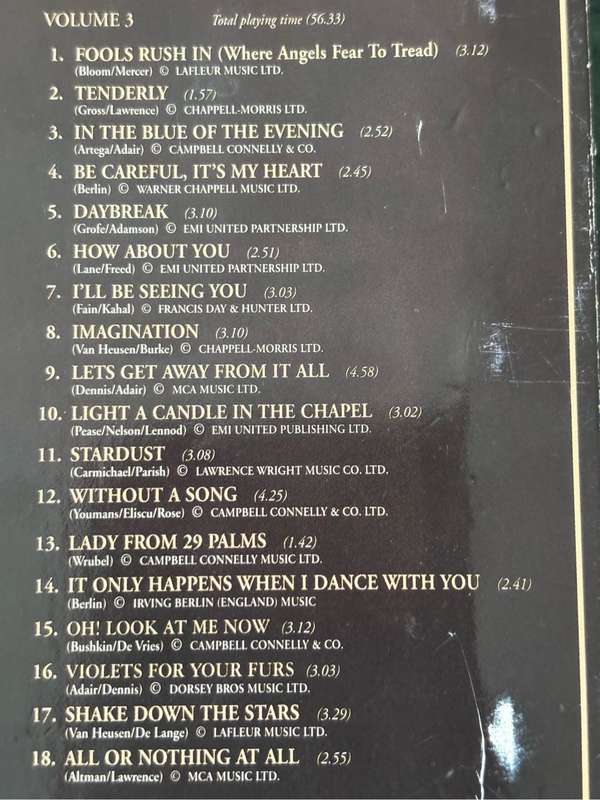 VOLUME 3 Total playing time (56.33)
1. FOOLS RUSH IN (Where Angels Fear To Tread) (3.12)
(Bloom/Mercer) © LAFLEUR MUSIC LTD.
2. TENDERLY (1.57)
(Gross/Lawrence) © CHAPPELL-MORRIS LTD.
3. IN THE BLUE OF THE EVENING (2.52)
(Artega/Adair) © CAMPBELL CONNELLY & CO.
4. BE CAREFUL, IT'S MY HEART (2.45)
(Berlin) © WARNER CHAPPELL MUSIC LTD.
5. DAYBREAK (3.10)
(Grofe/Adamson) © EMI UNITED PARTNERSHIP LTD.
6. HOW ABOUT YOU (2.51)
(Lane/Freed) © EMI UNITED PARTNERSHIP LTD.
7. I'LL BE SEEING YOU (3.03)
(Fain/Kahal) © FRANCIS DAY & HUNTER LTD.
8. IMAGINATION (3.10)
(Van Heusen/Burke) © CHAPPELL-MORRIS LTD.
9. LETS GET AWAY FROM IT ALL (4.58)
(Dennis/Adair) © MCA MUSIC LTD.
10. LIGHT A CANDLE IN THE CHAPEL (3.02)
(Pease/Nelson/Lennod) © EMI UNITED PUBLISHING LTD.
11. STARDUST (3.08)
(Carmichael/Parish) © LAWRENCE WRIGHT MUSIC CO. LTD.
12. WITHOUT A SONG (4.25)
(Youmans/Eliscu/Rose) © CAMPBELL CONNELLY & CO. LTD.
13. LADY FROM 29 PALMS (1.42)
(Wrubel) © CAMPBELL CONNELLY MUSIC LTD.
14. IT ONLY HAPPENS WHEN I DANCE WITH YOU (2.41)
(Berlin) © IRVING BERLIN (ENGLAND) MUSIC
15. OH! LOOK AT ME NOW (3.12)
(Bushkin/De Vries) © CAMPBELL CONNELLY & CO.
16. VIOLETS FOR YOUR FURS (3.03)
(Adair/Dennis) © DORSEY BROS MUSIC LTD.
17. SHAKE DOWN THE STARS (3.29)
(Van Heusen/De Lange) © LAFLEUR MUSIC LTD.
18. ALL OR NOTHING AT ALL (2.55)
(Altman/Lawrence) © MCA MUSIC LTD.